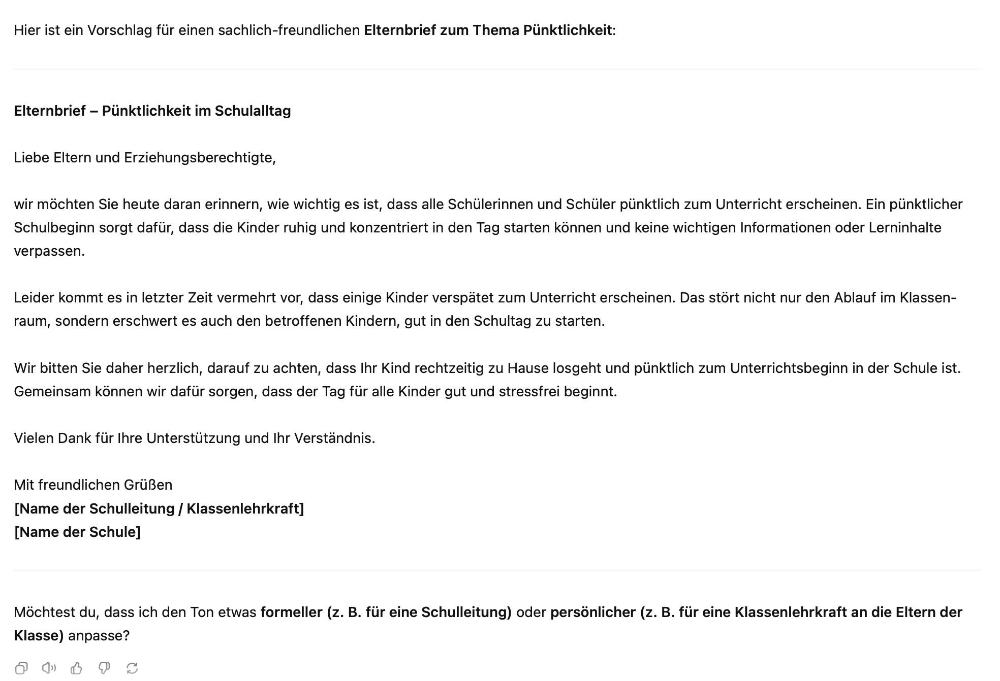 Hier ist ein Vorschlag für einen sachlich-freundlichen Elternbrief zum Thema Pünktlichkeit:
Elternbrief – Pünktlichkeit im Schulalltag
Liebe Eltern und Erziehungsberechtigte,
wir möchten Sie heute daran erinnern, wie wichtig es ist, dass alle Schülerinnen und Schüler pünktlich zum Unterricht erscheinen. Ein pünktlicher
Schulbeginn sorgt dafür, dass die Kinder ruhig und konzentriert in den Tag starten können und keine wichtigen Informationen oder Lerninhalte
verpassen.
Leider kommt es in letzter Zeit vermehrt vor, dass einige Kinder verspätet zum Unterricht erscheinen. Das stört nicht nur den Ablauf im Klassen-
raum, sondern erschwert es auch den betroffenen Kindern, gut in den Schultag zu starten.
Wir bitten Sie daher herzlich, darauf zu achten, dass Ihr Kind rechtzeitig zu Hause losgeht und pünktlich zum Unterrichtsbeginn in der Schule ist.
Gemeinsam können wir dafür sorgen, dass der Tag für alle Kinder gut und stressfrei beginnt.
Vielen Dank für Ihre Unterstützung und Ihr Verständnis.
Mit freundlichen Grüßen
[Name der Schulleitung / Klassenlehrkraft]
[Name der Schule]
Möchtest du, dass ich den Ton etwas formeller (z. B. für eine Schulleitung) oder persönlicher (z. B. für eine Klassenlehrkraft an die Eltern der
Klasse) anpasse?